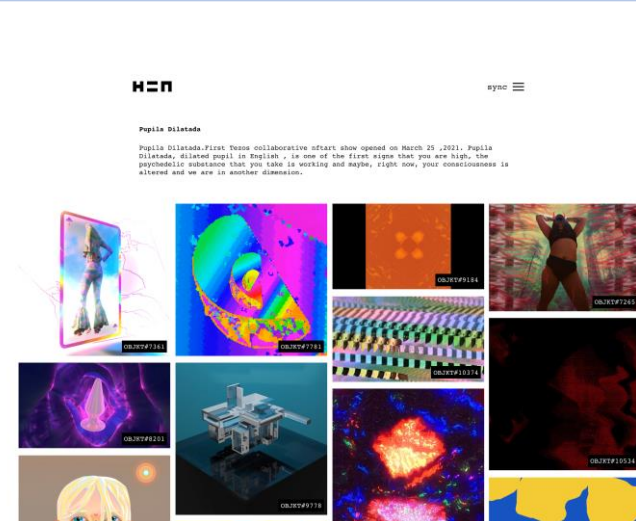 H=N
sync
Pupila Dilatada
Pupila Dilatada.First Tezos collaborative nftart show opened on March 25 ,2021. Pupila
Dilatada, dilated pupil in English , is one of the first signs that you are high, the
psychedelic substance that you take is working and maybe, right now, your consciousness is
altered and we are in another dimension.
OBJKT#7361
OBJKT#7781
OBJKT#9184
OBJKT#7265
OBJKT#10374
OBJKT#8201
OBJKT#9778
OBJKT#10534